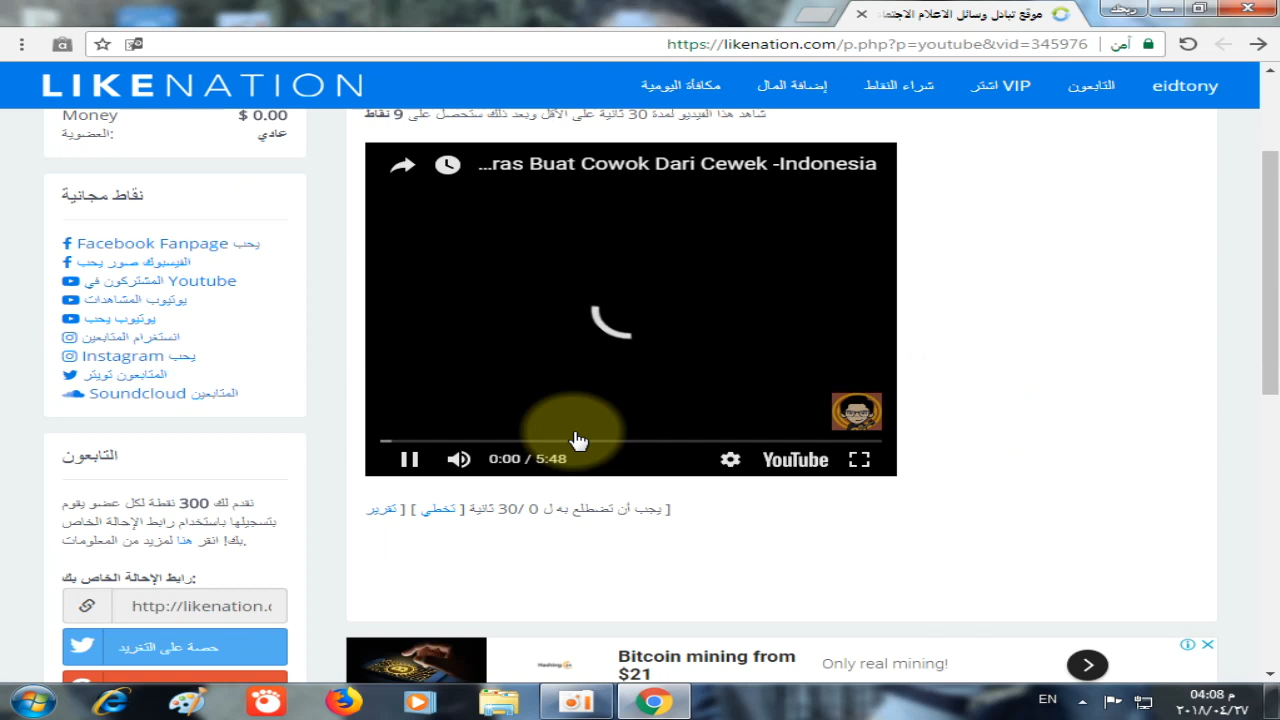 موقع تبادل وسائل الاعلام الاجتماء
ريحك
https://likenation.com/p.php?p=youtube&vid=345976
آمن
LIKENATION
مكافأة اليومية
إضافة المال
شراء النقاط
اشتر VIP
التابعون
eidtony
Money $ 0.00
العضوية: عادي
نقاط مجانية
يحب Facebook Fanpage
الفيسبوك صور يحب
المشتركون في Youtube
يوتيوب المشاهدات
يوتيوب يحب
انستغرام المتابعين
يحب Instagram
المتابعون تويتر
المتابعين Soundcloud
التابعون
نقدم لك 300 نقطة لكل عضو يقوم
بتسجيلها باستخدام رابط الإحالة الخاص
بك! انقر هنا لمزيد من المعلومات.
رابط الإحالة الخاص بك:
http://likenation.c
حصة على التغريد
شاهد هذا الفيديو لمدة 30 ثانية على الأقل وبعد ذلك ستحصل على 9 نقاط
...ras Buat Cowok Dari Cewek -Indonesia
0:00 / 5:48
YouTube
يجب أن تضطلع به ل 0 /30 ثانية [ تخطي ] [ تقرير ]
Bitcoin mining from
$21
Only real mining!
EN
04:08 م
٢٠١٨/٠٤/٢٧